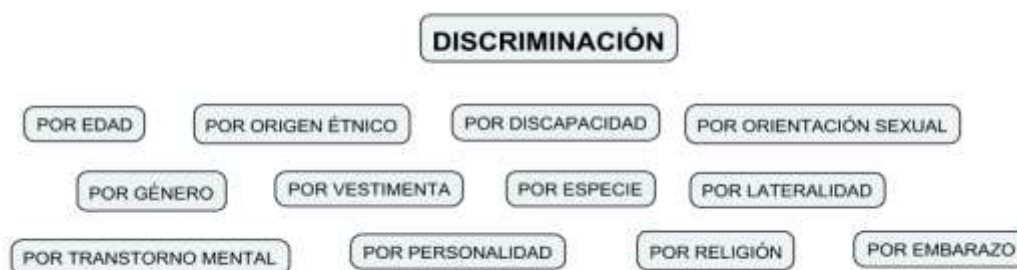 DISCRIMINACIÓN
POR EDAD
POR ORIGEN ÉTNICO
POR DISCAPACIDAD
POR ORIENTACIÓN SEXUAL
POR GÉNERO
POR VESTIMENTA
POR ESPECIE
POR LATERALIDAD
POR TRANSTORNO MENTAL
POR PERSONALIDAD
POR RELIGIÓN
POR EMBARAZO